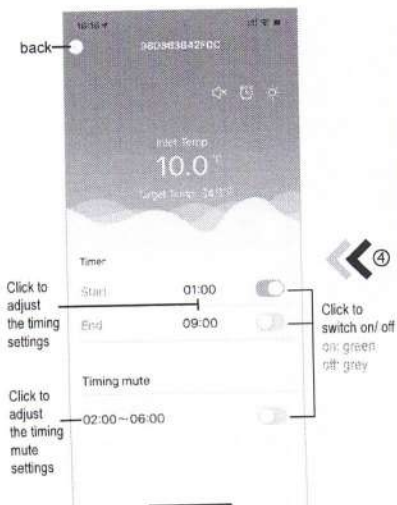 16:16
back
98D863842F0C
Inlet Temp
10.0
Target Temp
Timer
④
Click to
adjust
the timing
settings
Start
01:00
End
09:00
Click to
switch on/ off
on: green
off: grey
Timing mute
Click to
adjust
the timing
mute
settings
02:00~06:00